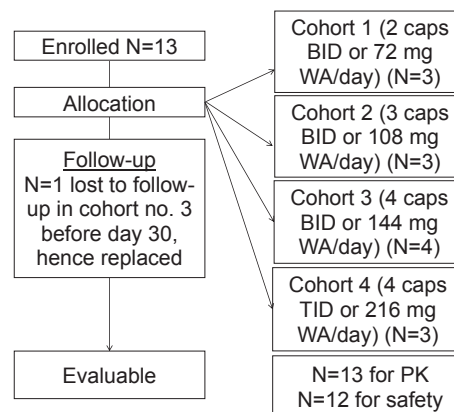 Enrolled N=13
Allocation
Follow-up
N=1 lost to follow-
up in cohort no. 3
before day 30,
hence replaced
Evaluable
Cohort 1 (2 caps
BID or 72 mg
WA/day) (N=3)
Cohort 2 (3 caps
BID or 108 mg
WA/day) (N=3)
Cohort 3 (4 caps
BID or 144 mg
WA/day) (N=4)
Cohort 4 (4 caps
TID or 216 mg
WA/day) (N=3)
N=13 for PK
N=12 for safety